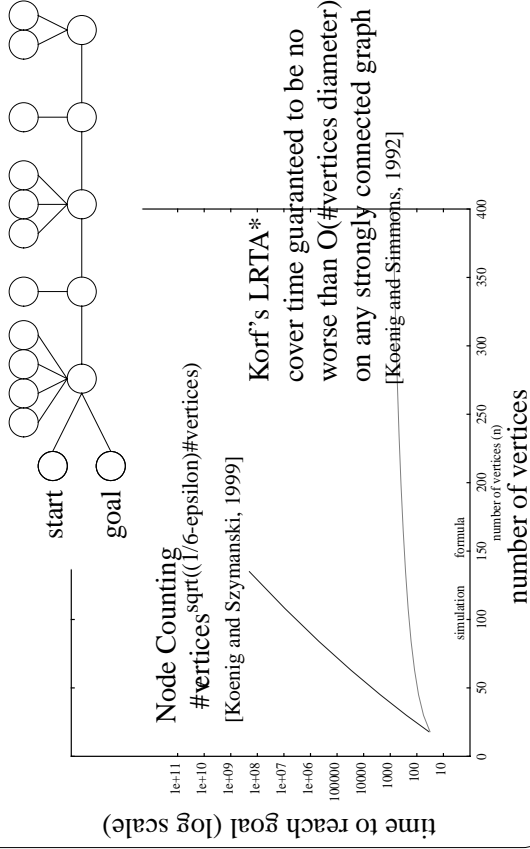 start
goal
Node Counting
#vertices^sqrt((1/6-epsilon)#vertices)
[Koenig and Szymanski, 1999]
Korf's LRTA*
cover time guaranteed to be no
worse than O(#vertices diameter)
on any strongly connected graph
[Koenig and Simmons, 1992]
time to reach goal (log scale)
1e+11
1e+10
1e+09
1e+08
1e+07
1e+06
100000
10000
1000
100
10
0
50
100
150
200
250
300
350
400
simulation
formula
number of vertices (n)
number of vertices